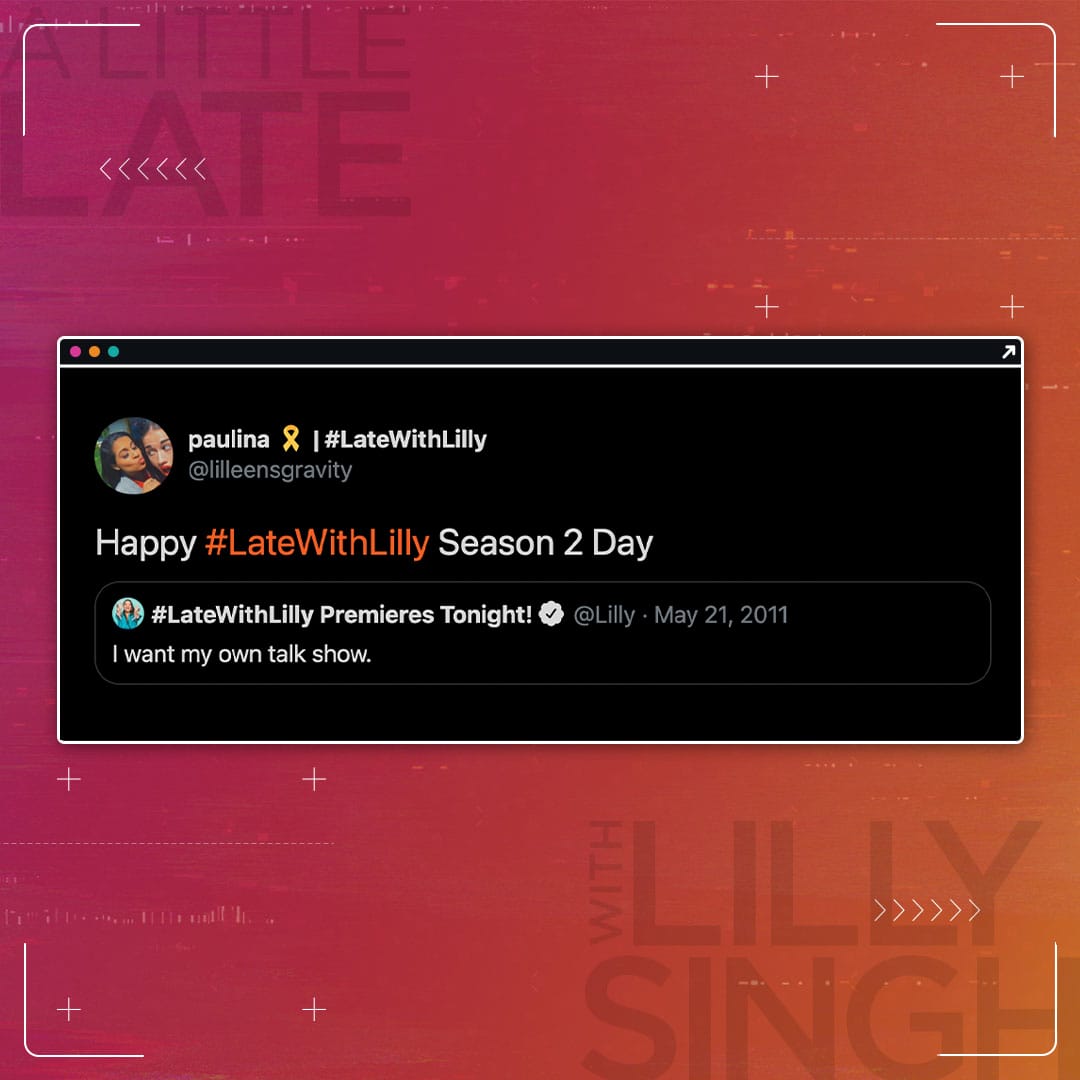 A LITTLE
LATE
paulina 🎗 | #LateWithLilly
@lilleensgravity
Happy #LateWithLilly Season 2 Day
#LateWithLilly Premieres Tonight! @Lilly · May 21, 2011
I want my own talk show.
WITH
LILLY
SINGH